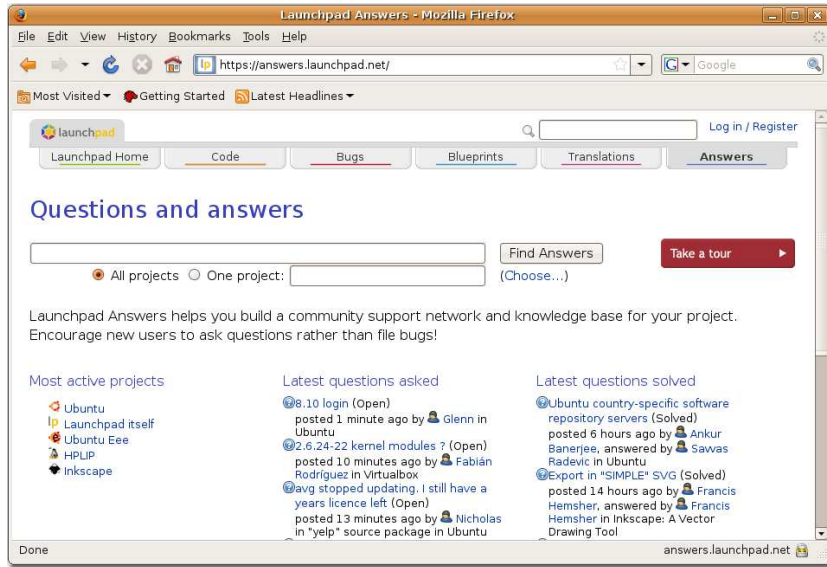 Launchpad Answers - Mozilla Firefox
File Edit View History Bookmarks Tools Help
lp https://answers.launchpad.net/
G Google
Most Visited Getting Started Latest Headlines
launchpad
Log in / Register
Launchpad Home Code Bugs Blueprints Translations Answers
Questions and answers
Find Answers
Take a tour
All projects One project: (Choose...)
Launchpad Answers helps you build a community support network and knowledge base for your project.
Encourage new users to ask questions rather than file bugs!
Most active projects
Ubuntu
lp Launchpad itself
Ubuntu Eee
HPLIP
Inkscape
Latest questions asked
8.10 login (Open)
posted 1 minute ago by Glenn in
Ubuntu
2.6.24-22 kernel modules ? (Open)
posted 10 minutes ago by Fabián
Rodríguez in Virtualbox
avg stopped updating. I still have a
years licence left (Open)
posted 13 minutes ago by Nicholas
in "yelp" source package in Ubuntu
Latest questions solved
Ubuntu country-specific software
repository servers (Solved)
posted 6 hours ago by Ankur
Banerjee, answered by Savvas
Radevic in Ubuntu
Export in "SIMPLE" SVG (Solved)
posted 14 hours ago by Francis
Hemsher, answered by Francis
Hemsher in Inkscape: A Vector
Drawing Tool
Done
answers.launchpad.net